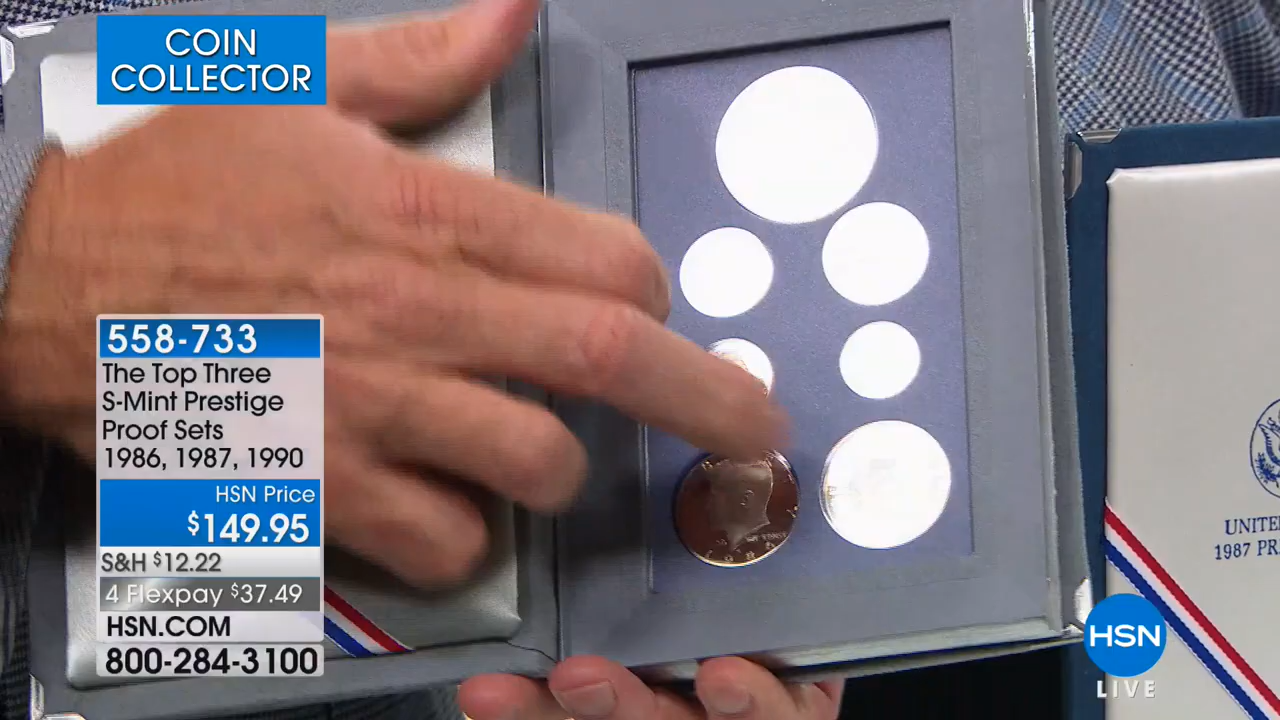 COIN
COLLECTOR
558-733
The Top Three
S-Mint Prestige
Proof Sets
1986, 1987, 1990
HSN Price
$149.95
S&H $12.22
4 Flexpay $37.49
HSN.COM
800-284-3100
1986
UNITE
1987 PR
HSN
LIVE